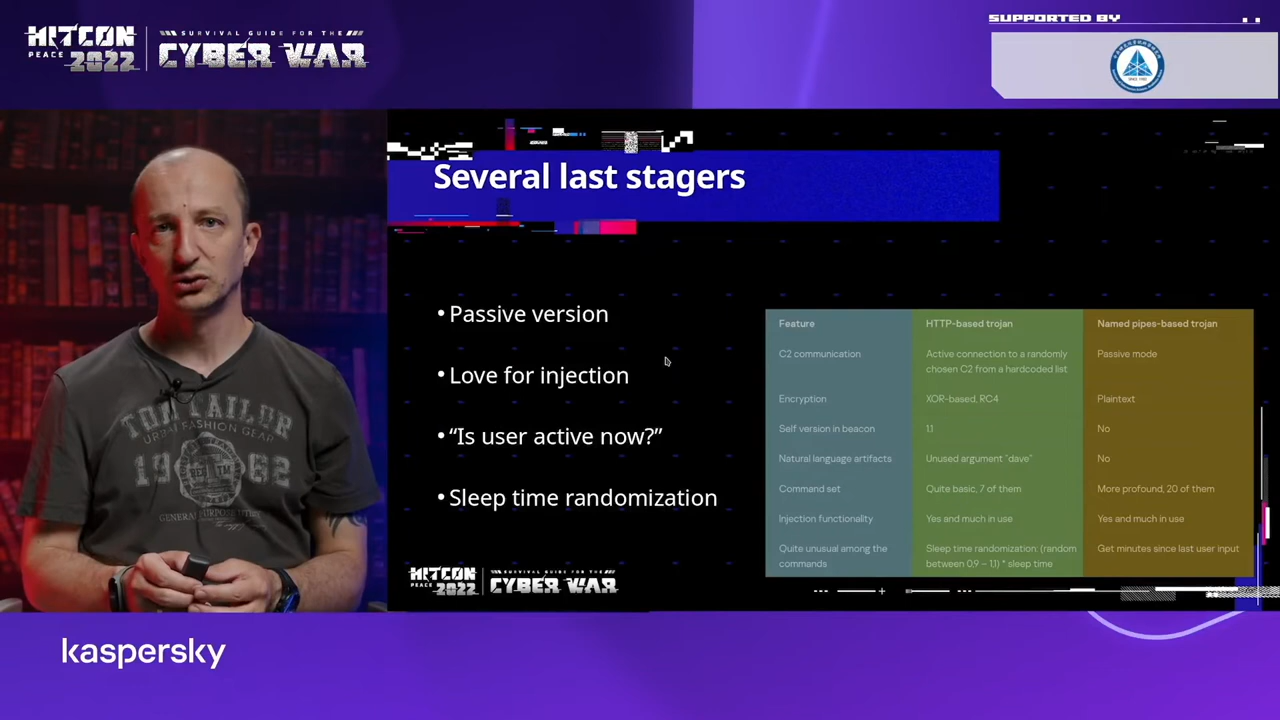 HITCON
PEACE 2022
SURVIVAL GUIDE FOR THE
CYBER WAR
SUPPORTED BY
SPACE FREE
Several last stagers
• Passive version
• Love for injection
• “Is user active now?”
• Sleep time randomization
Feature HTTP-based trojan Named pipes-based trojan
C2 communication Active connection to a randomly chosen C2 from a hardcoded list Passive mode
Encryption XOR-based, RC4 Plaintext
Self version in beacon 1.1 No
Natural language artifacts Unused argument "dave" No
Command set Quite basic, 7 of them More profound, 20 of them
Injection functionality Yes and much in use Yes and much in use
Quite unusual among the commands Sleep time randomization: (random between 0,9 – 1,1) * sleep time Get minutes since last user input
TOM TAILOR
URBAN FASHION GEAR
19 62
HITCON
PEACE 2022
SURVIVAL GUIDE FOR THE
CYBER WAR
kaspersky